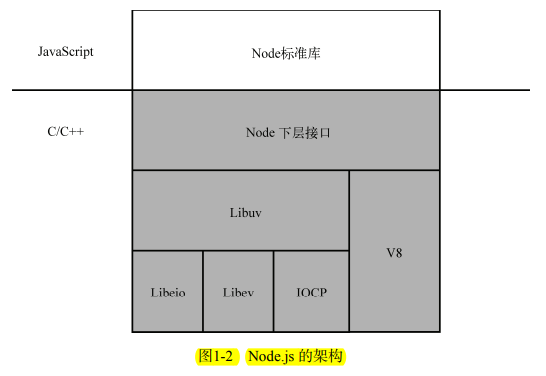 JavaScript
Node标准库
C/C++
Node 下层接口
Libuv
V8
Libeio
Libev
IOCP
图1-2 Node.js 的架构